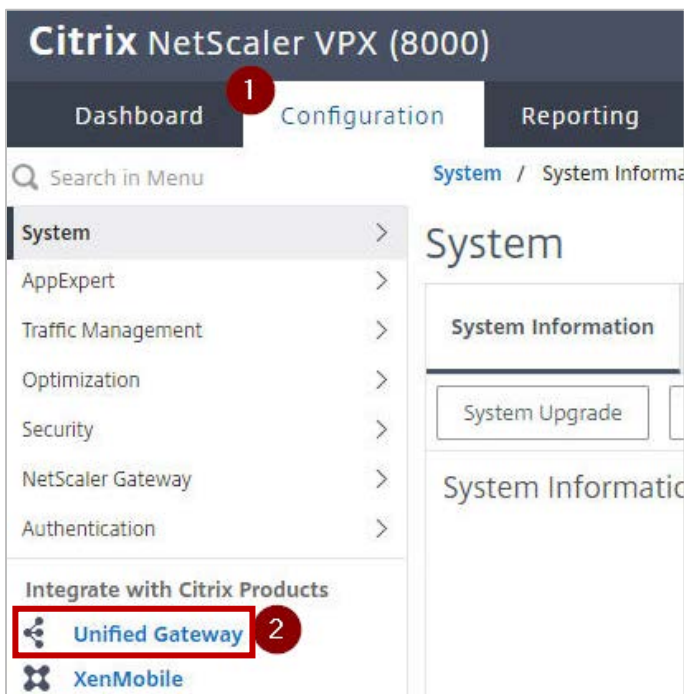 Citrix NetScaler VPX (8000)
1
Dashboard Configuration Reporting
Search in Menu
System / System Informa
System
System
AppExpert
Traffic Management
System Information
Optimization
System Upgrade
Security
NetScaler Gateway
System Informatic
Authentication
Integrate with Citrix Products
Unified Gateway 2
XenMobile